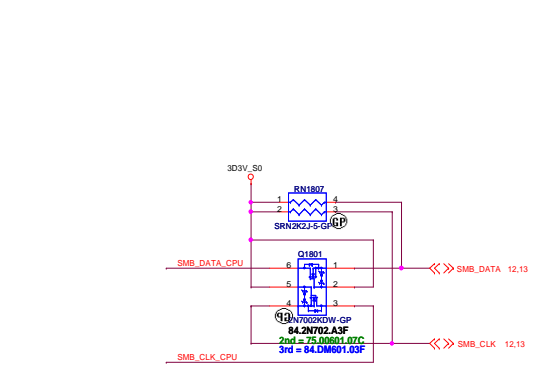 3D3V_S0
RN1807
1 4
2 3
SRN2K2J-5-GP
GP
Q1801
SMB_DATA_CPU
6 1
SMB_DATA 12,13
5 2
4 3
GP
2N7002KDW-GP
84.2N702.A3F
2nd = 75.00601.07C
3rd = 84.DM601.03F
SMB_CLK 12,13
SMB_CLK_CPU